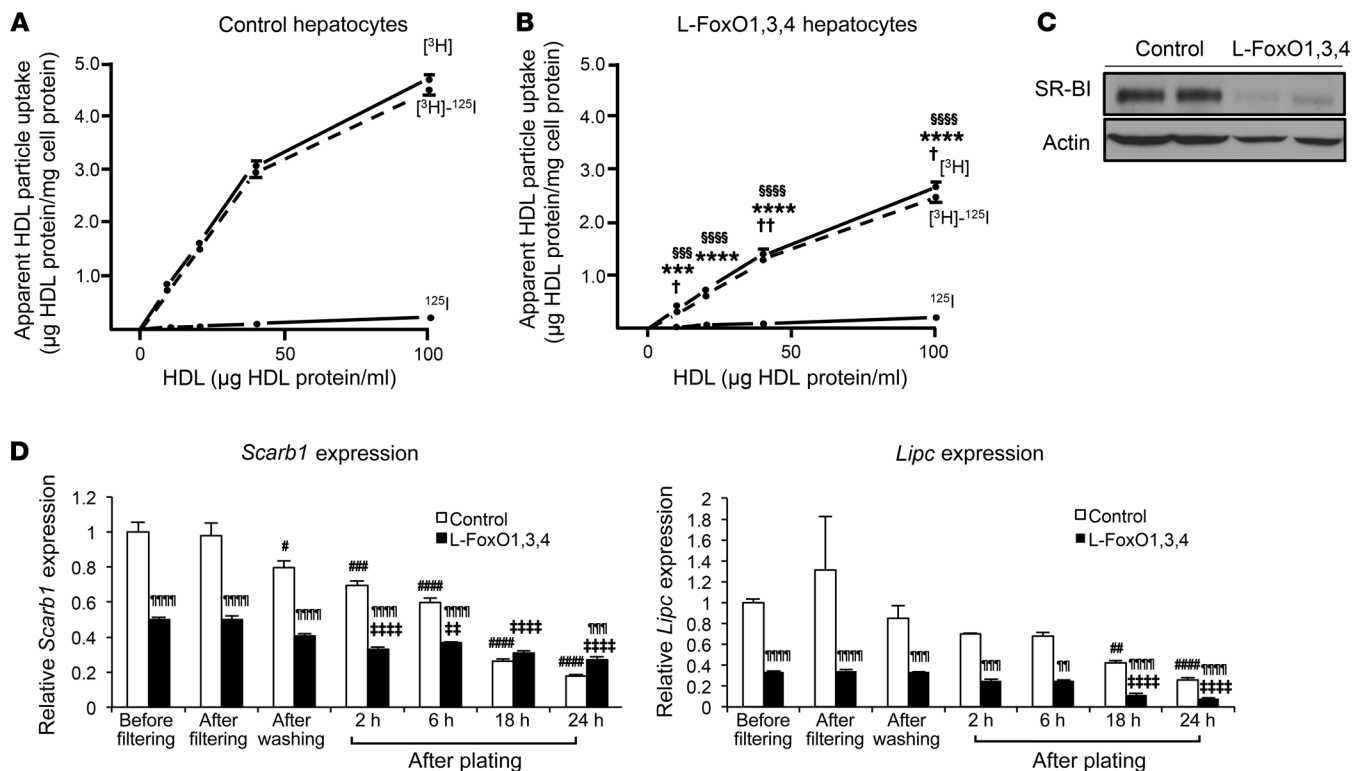 A
Control hepatocytes
Apparent HDL particle uptake
(µg HDL protein/mg cell protein)
5.0
4.0
3.0
2.0
1.0
[³H]
[³H]-¹²⁵I
¹²⁵I
0
50
100
HDL (µg HDL protein/ml)
B
L-FoxO1,3,4 hepatocytes
Apparent HDL particle uptake
(µg HDL protein/mg cell protein)
5.0
4.0
3.0
2.0
1.0
§§§
***
†
§§§§
****
§§§§
****
††
§§§§
****
†
[³H]
[³H]-¹²⁵I
¹²⁵I
0
50
100
HDL (µg HDL protein/ml)
C
Control
L-FoxO1,3,4
SR-BI
Actin
D
Scarb1 expression
Relative Scarb1 expression
1.2
1
0.8
0.6
0.4
0.2
0
Control
L-FoxO1,3,4
¶¶¶¶
¶¶¶¶
#
¶¶¶¶
###
¶¶¶¶
‡‡‡‡
####
¶¶¶¶
‡‡
####
‡‡‡‡
####
¶¶¶
‡‡‡‡
Before
filtering
After
filtering
After
washing
2 h
6 h
18 h
24 h
After plating
Lipc expression
Relative Lipc expression
2
1.8
1.6
1.4
1.2
1
0.8
0.6
0.4
0.2
0
Control
L-FoxO1,3,4
¶¶¶¶
¶¶¶¶
¶¶¶
¶¶¶
¶¶
##
¶¶¶¶
‡‡‡‡
####
¶¶¶¶
‡‡‡‡
Before
filtering
After
filtering
After
washing
2 h
6 h
18 h
24 h
After plating